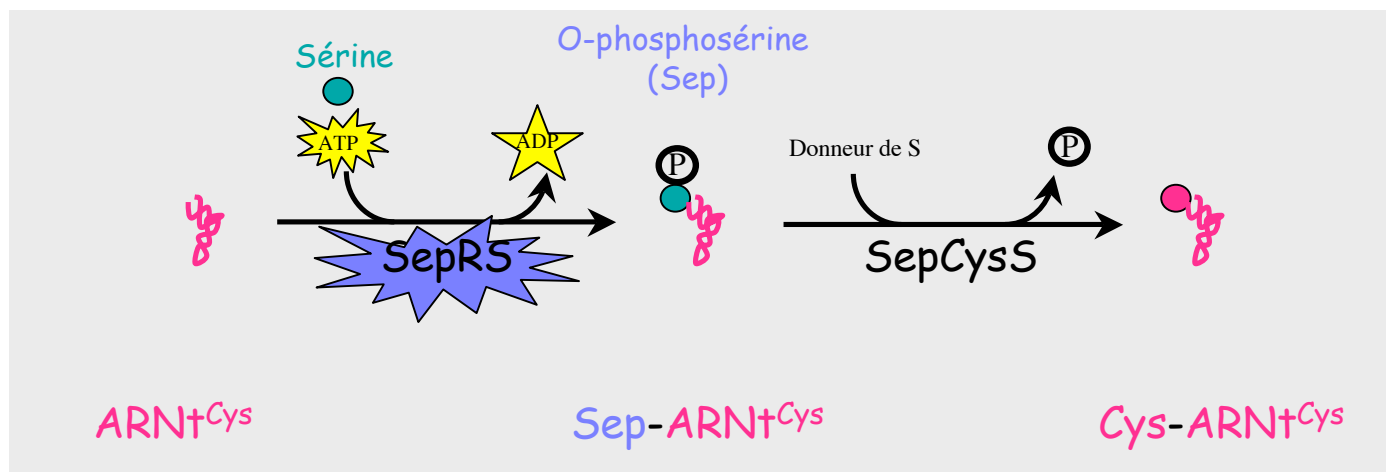 Sérine
O-phosphosérine
(Sep)
ATP
ADP
P
Donneur de S
P
SepRS
SepCysS
ARNtCys
Sep-ARNtCys
Cys-ARNtCys